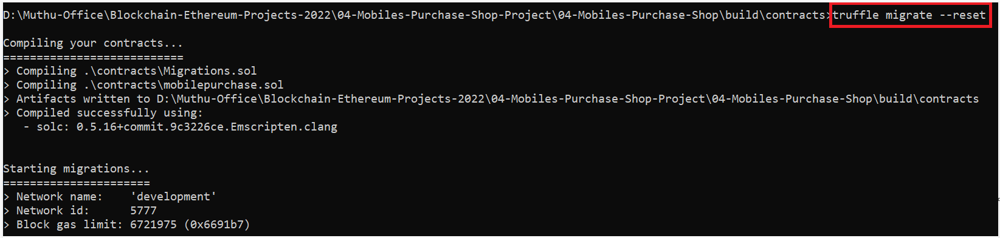 D:\Muthu-Office\Blockchain-Ethereum-Projects-2022\04-Mobiles-Purchase-Shop-Project\04-Mobiles-Purchase-Shop\build\contracts>truffle migrate --reset
Compiling your contracts...
===========================
> Compiling .\contracts\Migrations.sol
> Compiling .\contracts\mobilepurchase.sol
> Artifacts written to D:\Muthu-Office\Blockchain-Ethereum-Projects-2022\04-Mobiles-Purchase-Shop-Project\04-Mobiles-Purchase-Shop\build\contracts
> Compiled successfully using:
   - solc: 0.5.16+commit.9c3226ce.Emscripten.clang
Starting migrations...
======================
> Network name:    'development'
> Network id:      5777
> Block gas limit: 6721975 (0x6691b7)